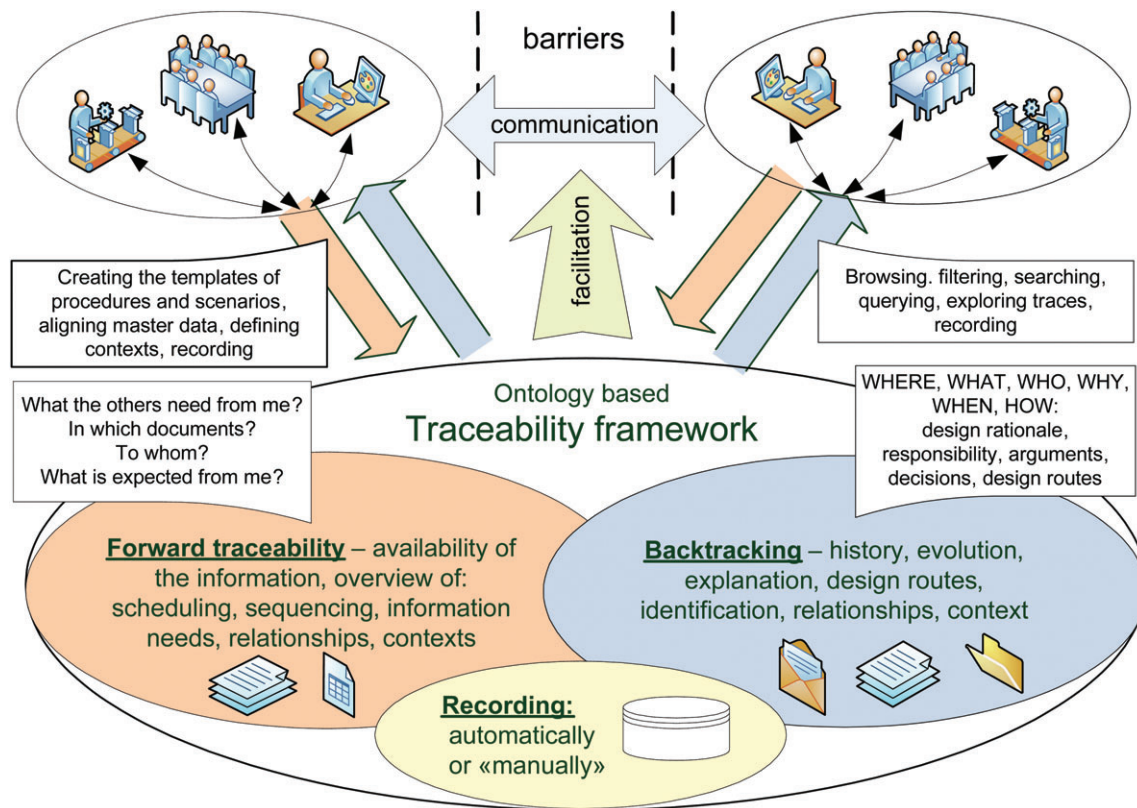 barriers
communication
facilitation
Creating the templates of
procedures and scenarios,
aligning master data, defining
contexts, recording
Browsing. filtering, searching,
querying, exploring traces,
recording
What the others need from me?
In which documents?
To whom?
What is expected from me?
Ontology based
Traceability framework
WHERE, WHAT, WHO, WHY,
WHEN, HOW:
design rationale,
responsibility, arguments,
decisions, design routes
Forward traceability – availability of
the information, overview of:
scheduling, sequencing, information
needs, relationships, contexts
Backtracking – history, evolution,
explanation, design routes,
identification, relationships, context
Recording:
automatically
or «manually»